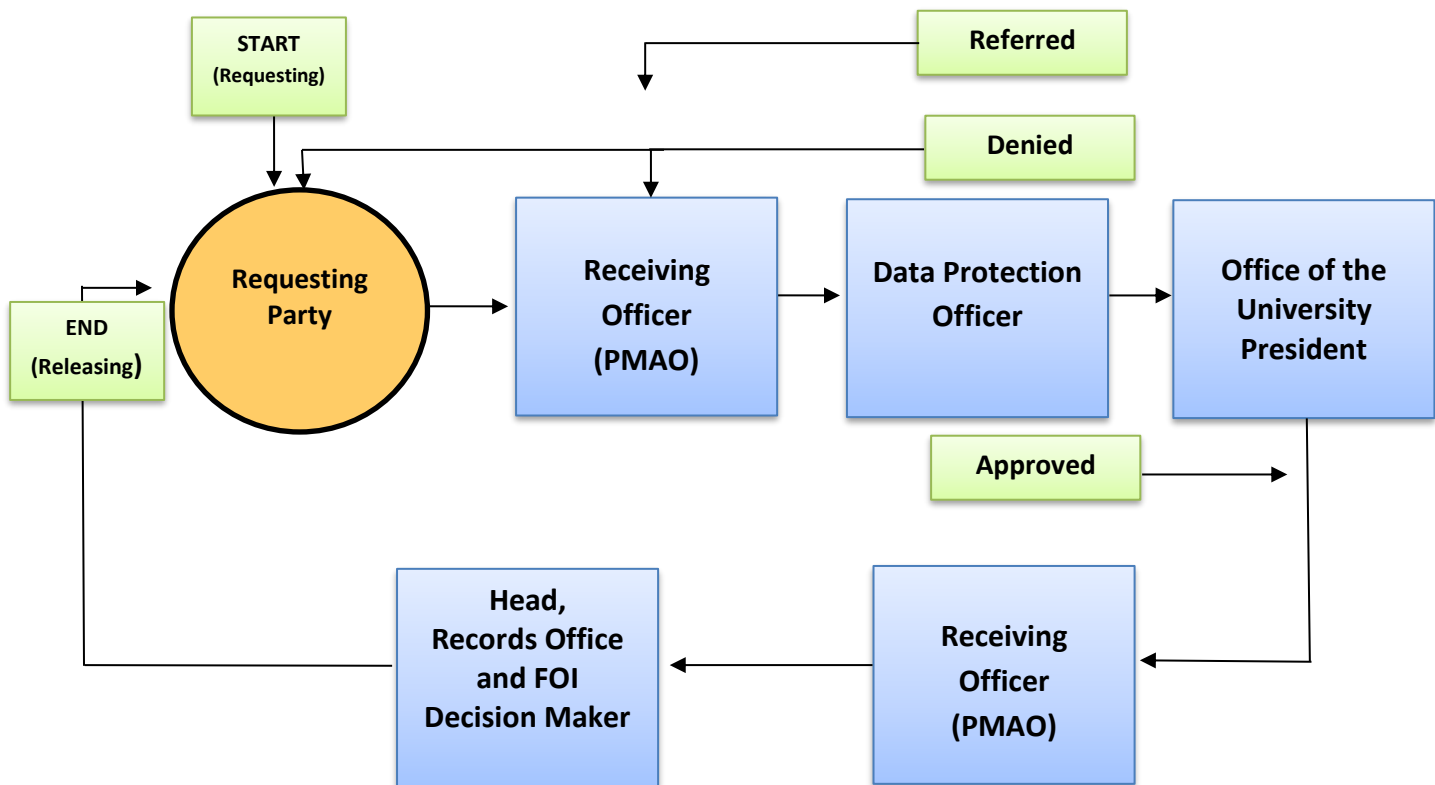 START
(Requesting)
Referred
Denied
Requesting
Party
Receiving
Officer
(PMAO)
Data Protection
Officer
Office of the
University
President
END
(Releasing)
Approved
Head,
Records Office
and FOI
Decision Maker
Receiving
Officer
(PMAO)